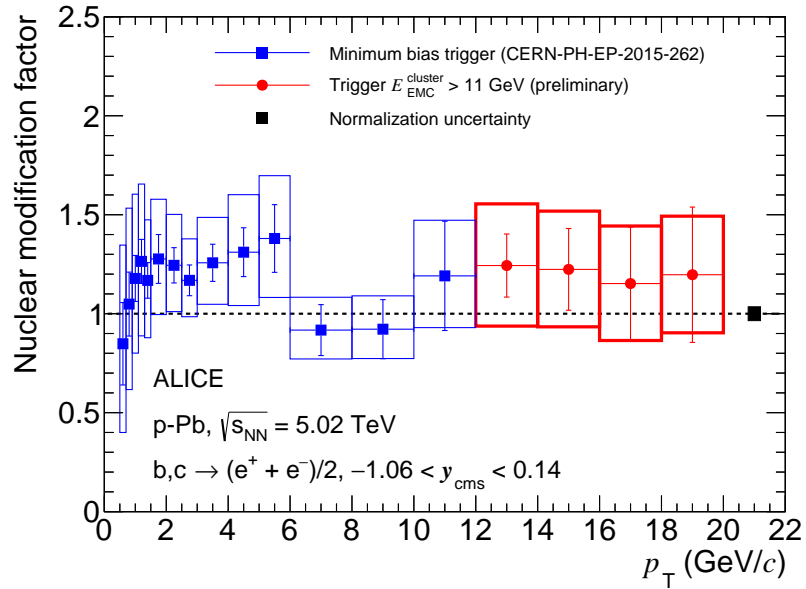 Nuclear modification factor
2.5
2
1.5
1
0.5
0
Minimum bias trigger (CERN-PH-EP-2015-262)
Trigger E cluster EMC > 11 GeV (preliminary)
Normalization uncertainty
ALICE
p-Pb, √sNN = 5.02 TeV
b,c → (e⁺ + e⁻)/2, −1.06 < ycms < 0.14
0 2 4 6 8 10 12 14 16 18 20 22
pT (GeV/c)